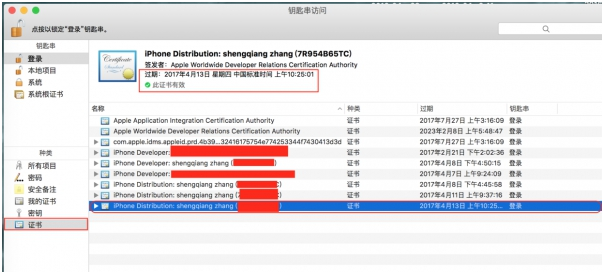 钥匙串访问
点按以锁定"登录"钥匙串。
钥匙串
登录
本地项目
系统
系统根证书
iPhone Distribution: shengqiang zhang (7R954B65TC)
签发者: Apple Worldwide Developer Relations Certification Authority
过期: 2017年4月13日 星期四 中国标准时间 上午10:25:01
此证书有效
名称 种类 过期 钥匙串
Apple Application Integration Certification Authority 证书 2017年7月27日 上午3:16:09 登录
Apple Worldwide Developer Relations Certification Authority 证书 2023年2月8日 上午5:48:47 登录
com.apple.idms.appleid.prd.4b39...32416175754e774253344f7430413d3d 证书 2017年7月27日 上午3:16:09 登录
iPhone Developer: 证书 2017年2月21日 下午2:02:36 登录
iPhone Developer: shengqiang zhang ( 证书 2017年4月8日 下午4:50:15 登录
iPhone Developer: 证书 2017年4月7日 上午9:24:09 登录
iPhone Distribution: shengqiang zhang ( 证书 2017年4月8日 下午4:45:58 登录
iPhone Distribution: shengqiang zhang ( 证书 2017年4月11日 上午9:37:16 登录
iPhone Distribution: shengqiang zhang ( 证书 2017年4月13日 上午10:25... 登录
种类
所有项目
密码
安全备注
我的证书
密钥
证书